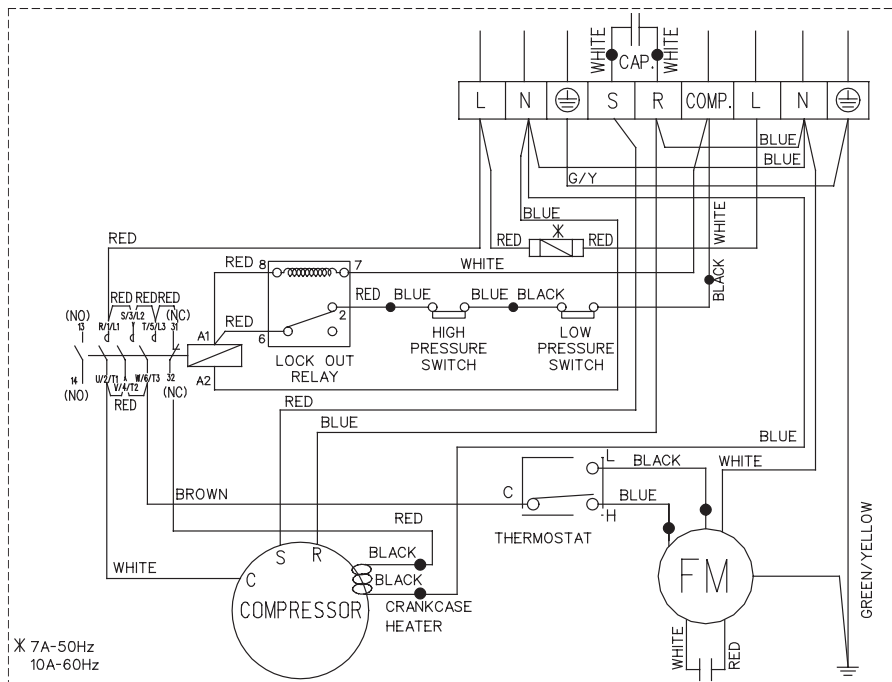 WHITE
WHITE
CAP.
L N S R COMP. L N
BLUE
BLUE
G/Y
BLUE
WHITE
RED
RED
RED
WHITE
BLACK
RED
8
7
RED
BLUE
BLUE
BLACK
2
RED
6
LOCK OUT
RELAY
HIGH
PRESSURE
SWITCH
LOW
PRESSURE
SWITCH
RED
RED
RED
(NO)
13
R/1/L1
S/3/L2
T/5/L3
31
(NC)
A1
A2
14
(NO)
U/2/T1
V/4/T2
W/6/T3
32
(NC)
RED
RED
BLUE
BLUE
L
BLACK
WHITE
C
BLUE
H
THERMOSTAT
BROWN
RED
WHITE
S
R
C
BLACK
BLACK
COMPRESSOR
CRANKCASE
HEATER
FM
GREEN/YELLOW
WHITE
RED
7A-50Hz
10A-60Hz